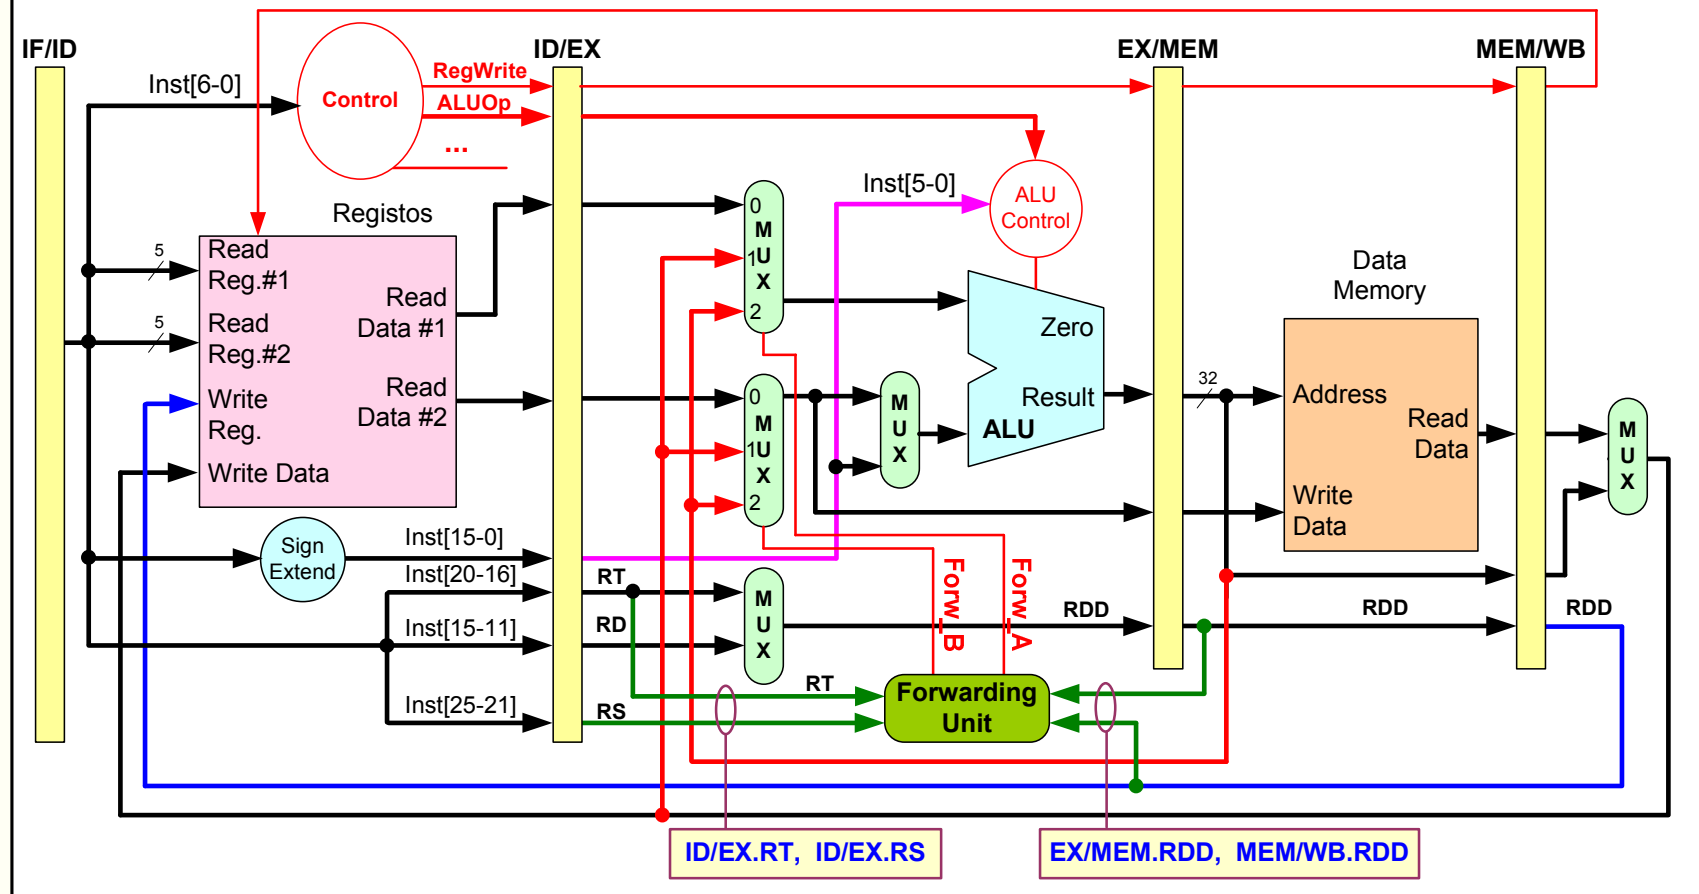 IF/ID
ID/EX
EX/MEM
MEM/WB
Inst[6-0]
Control
RegWrite
ALUOp
...
Inst[5-0]
ALU
Control
Registos
Read
Reg.#1
Read
Data #1
Read
Reg.#2
Read
Data #2
Write
Reg.
Write Data
5
5
0
M
1U
X
2
0
M
1U
X
2
M
U
X
Zero
Result
ALU
32
Data
Memory
Address
Read
Data
Write
Data
M
U
X
Sign
Extend
Inst[15-0]
Inst[20-16]
Inst[15-11]
Inst[25-21]
RT
RD
RS
M
U
X
RT
RDD
RDD
RDD
Forw_B
Forw_A
Forwarding
Unit
ID/EX.RT, ID/EX.RS
EX/MEM.RDD, MEM/WB.RDD